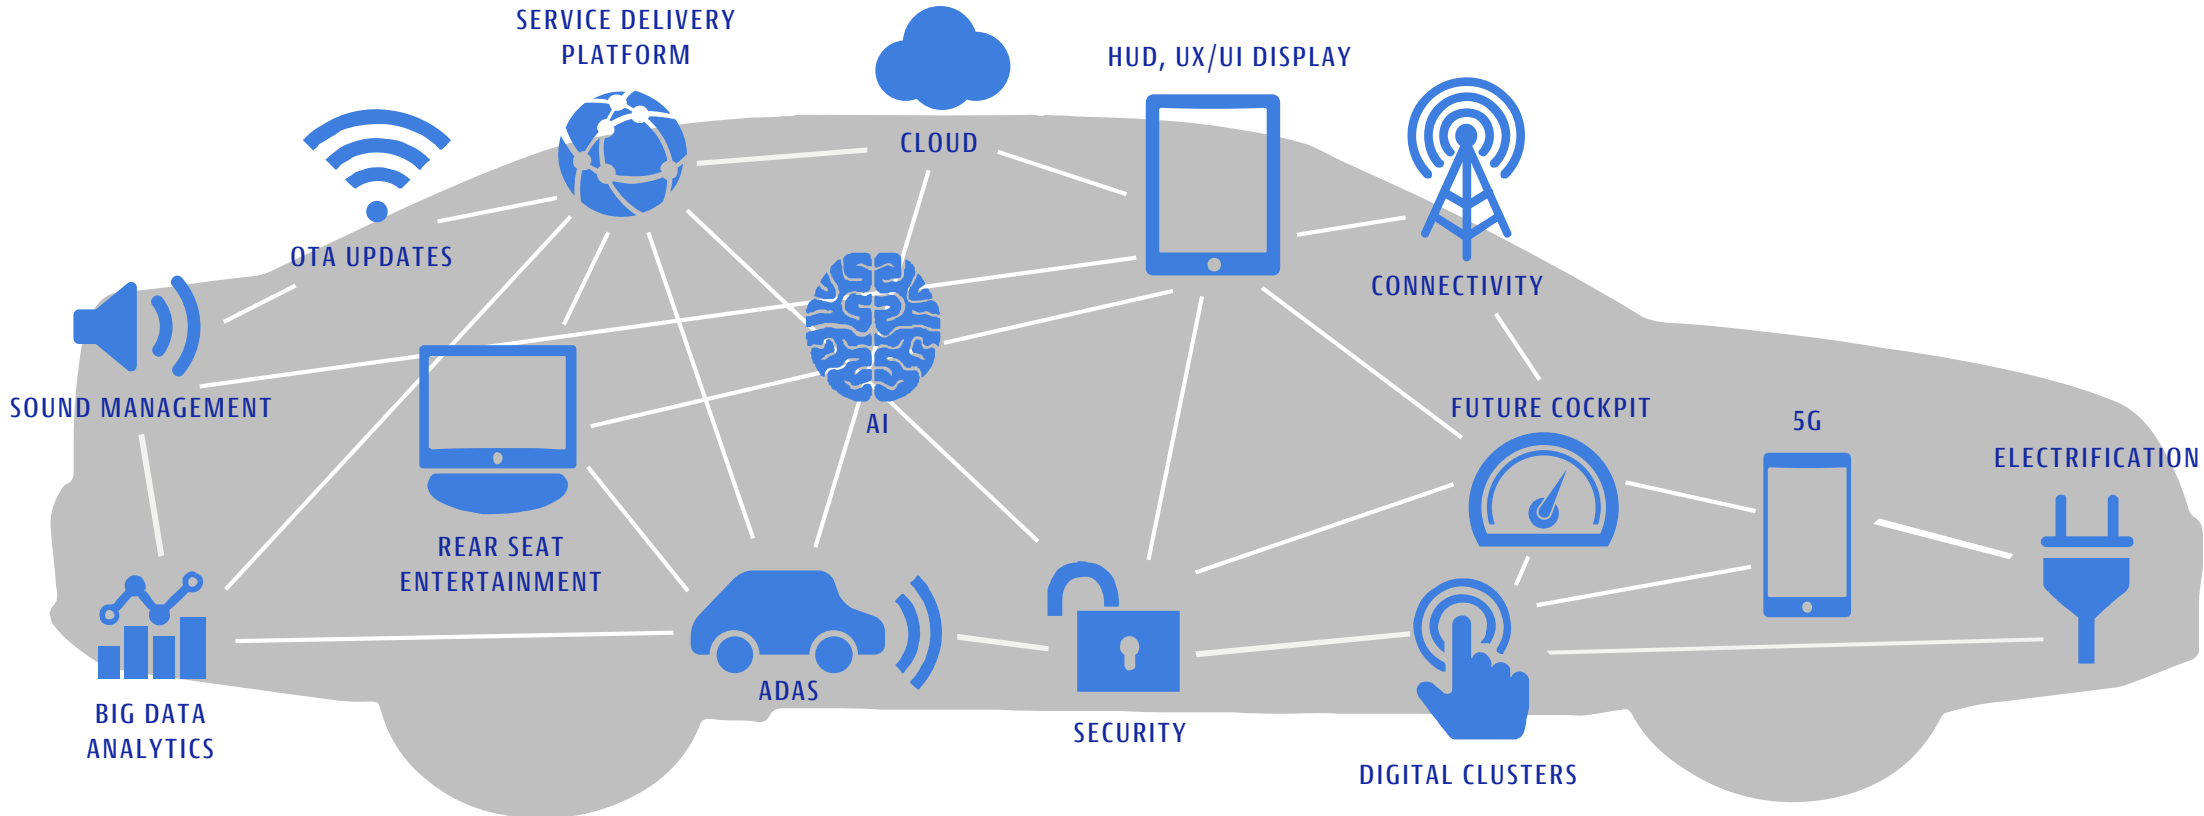 SERVICE DELIVERY
PLATFORM
CLOUD
HUD, UX/UI DISPLAY
OTA UPDATES
CONNECTIVITY
SOUND MANAGEMENT
AI
FUTURE COCKPIT
5G
ELECTRIFICATION
REAR SEAT
ENTERTAINMENT
ADAS
BIG DATA
ANALYTICS
SECURITY
DIGITAL CLUSTERS